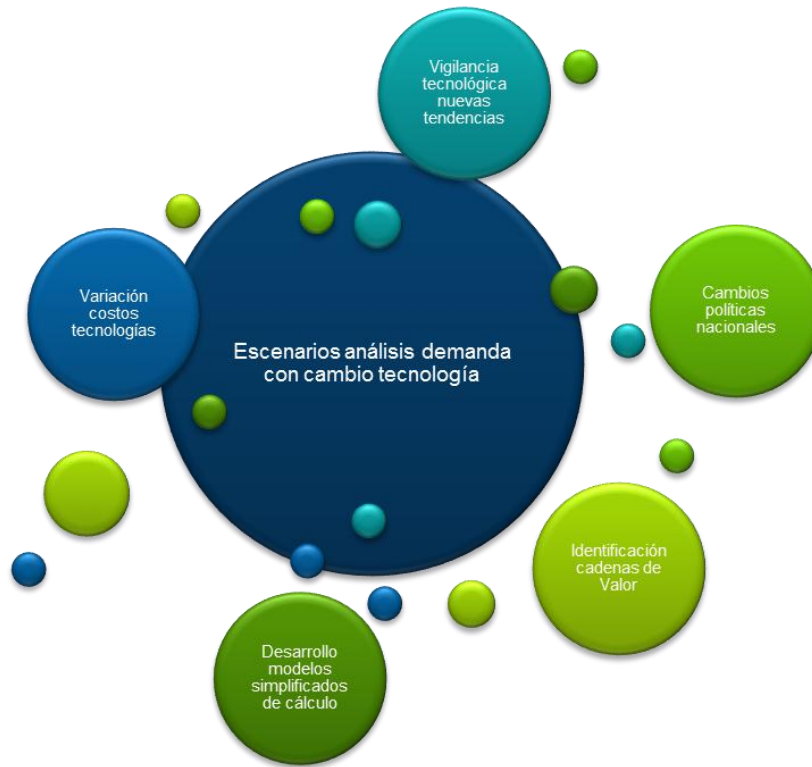 Vigilancia
tecnológica
nuevas
tendencias
Variación
costos
tecnologías
Cambios
políticas
nacionales
Escenarios análisis demanda
con cambio tecnología
Identificación
cadenas de
Valor
Desarrollo
modelos
simplificados
de cálculo